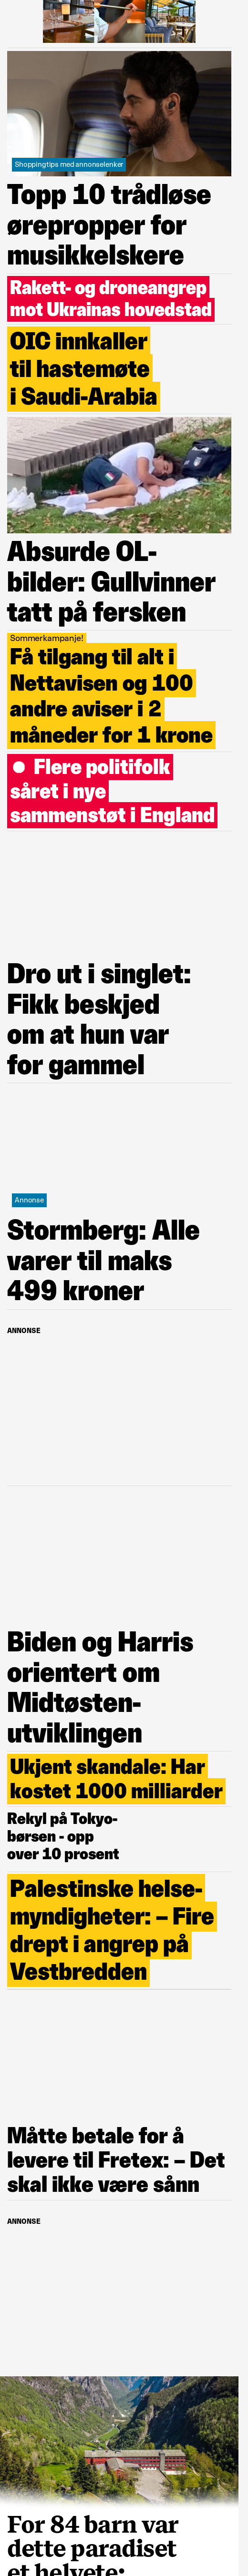 Shoppingtips med annonselenker
Topp 10 trådløse
ørepropper for
musikkelskere
Rakett- og droneangrep
mot Ukrainas hovedstad
OIC innkaller
til hastemøte
i Saudi-Arabia
Absurde OL-
bilder: Gullvinner
tatt på fersken
Sommerkampanje!
Få tilgang til alt i
Nettavisen og 100
andre aviser i 2
måneder for 1 krone
Flere politifolk
såret i nye
sammenstøt i England
Dro ut i singlet:
Fikk beskjed
om at hun var
for gammel
Annonse
Stormberg: Alle
varer til maks
499 kroner
ANNONSE
Biden og Harris
orientert om
Midtøsten-
utviklingen
Ukjent skandale: Har
kostet 1000 milliarder
Rekyl på Tokyo-
børsen - opp
over 10 prosent
Palestinske helse-
myndigheter: – Fire
drept i angrep på
Vestbredden
Måtte betale for å
levere til Fretex: – Det
skal ikke være sånn
ANNONSE
For 84 barn var
dette paradiset
et helvete: